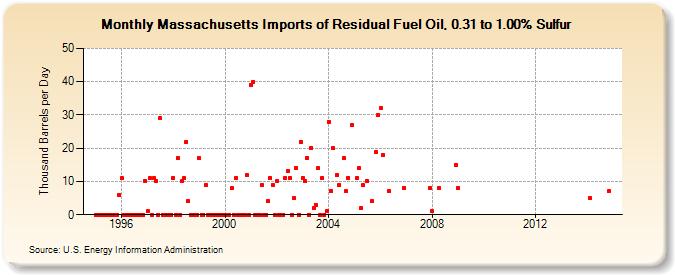 Monthly Massachusetts Imports of Residual Fuel Oil, 0.31 to 1.00% Sulfur
Thousand Barrels per Day
50
40
30
20
10
0
1996 2000 2004 2008 2012
Source: U.S. Energy Information Administration